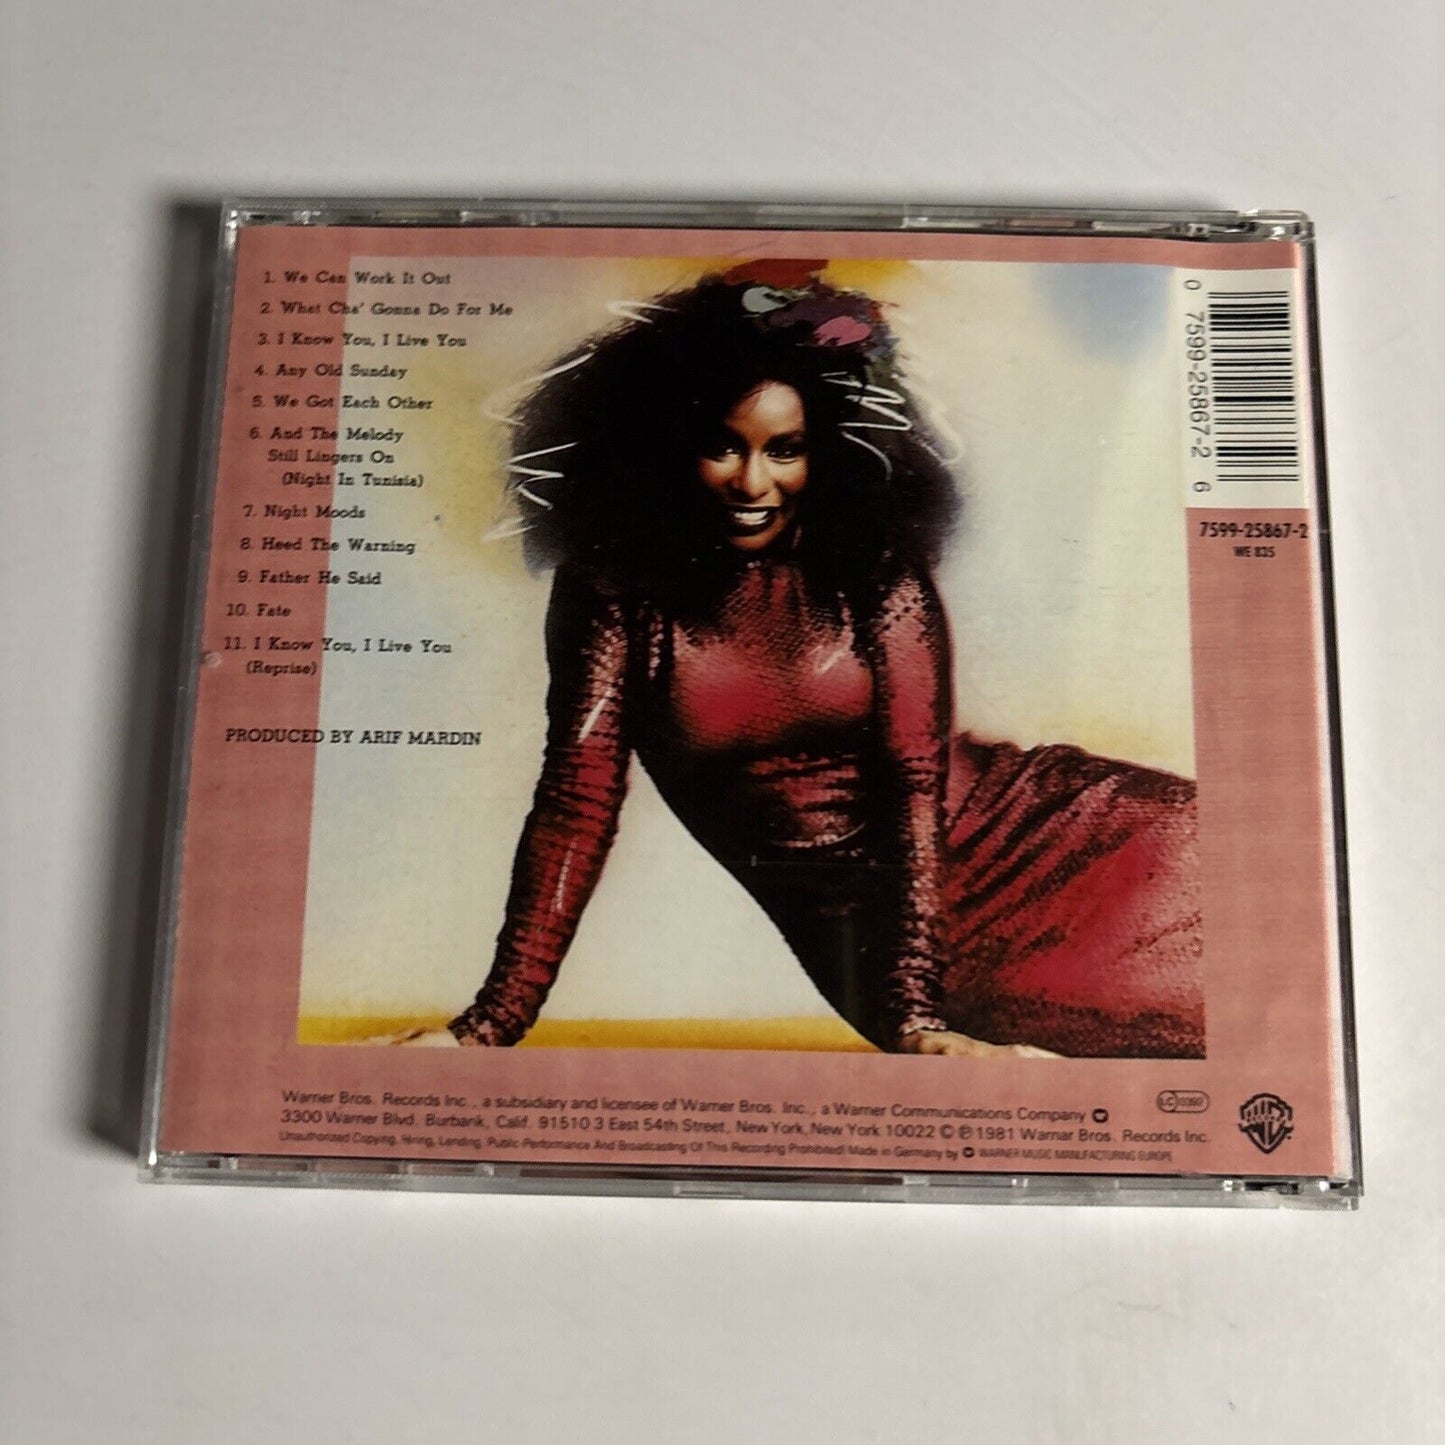 1. We Can Work It Out
2. What Cha' Gonna Do For Me
3. I Know You, I Live You
4. Any Old Sunday
5. We Got Each Other
6. And The Melody
Still Lingers On
(Night In Tunisia)
7. Night Moods
8. Heed The Warning
9. Father He Said
10. Fate
11. I Know You, I Live You
(Reprise)
PRODUCED BY ARIF MARDIN
0 7599-25867-2 6
7599-25867-2
WE 835
Warner Bros. Records Inc., a subsidiary and licensee of Warner Bros. Inc., a Warner Communications Company
3300 Warner Blvd. Burbank, Calif. 91510 3 East 54th Street, New York, New York 10022 © ℗ 1981 Warner Bros. Records Inc.
Unauthorized Copying, Hiring, Lending, Public Performance And Broadcasting Of This Recording Prohibited! Made in Germany by WARNER MUSIC MANUFACTURING EUROPE
LC 0392